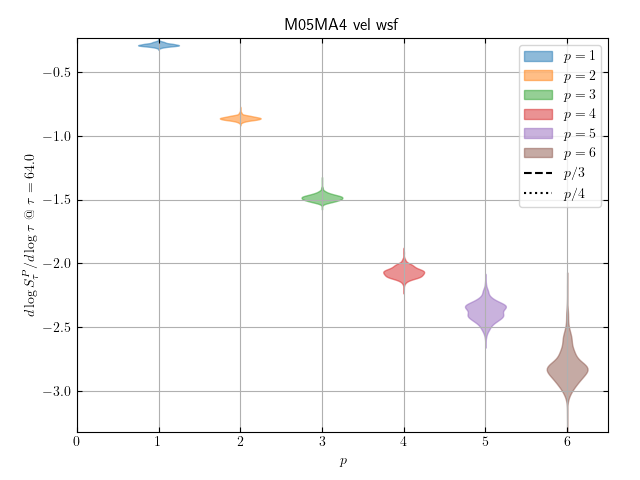 M05MA4 vel wsf
d log S_τ^P / d log τ @ τ = 64.0
−0.5
−1.0
−1.5
−2.0
−2.5
−3.0
p = 1
p = 2
p = 3
p = 4
p = 5
p = 6
p/3
p/4
0 1 2 3 4 5 6
p